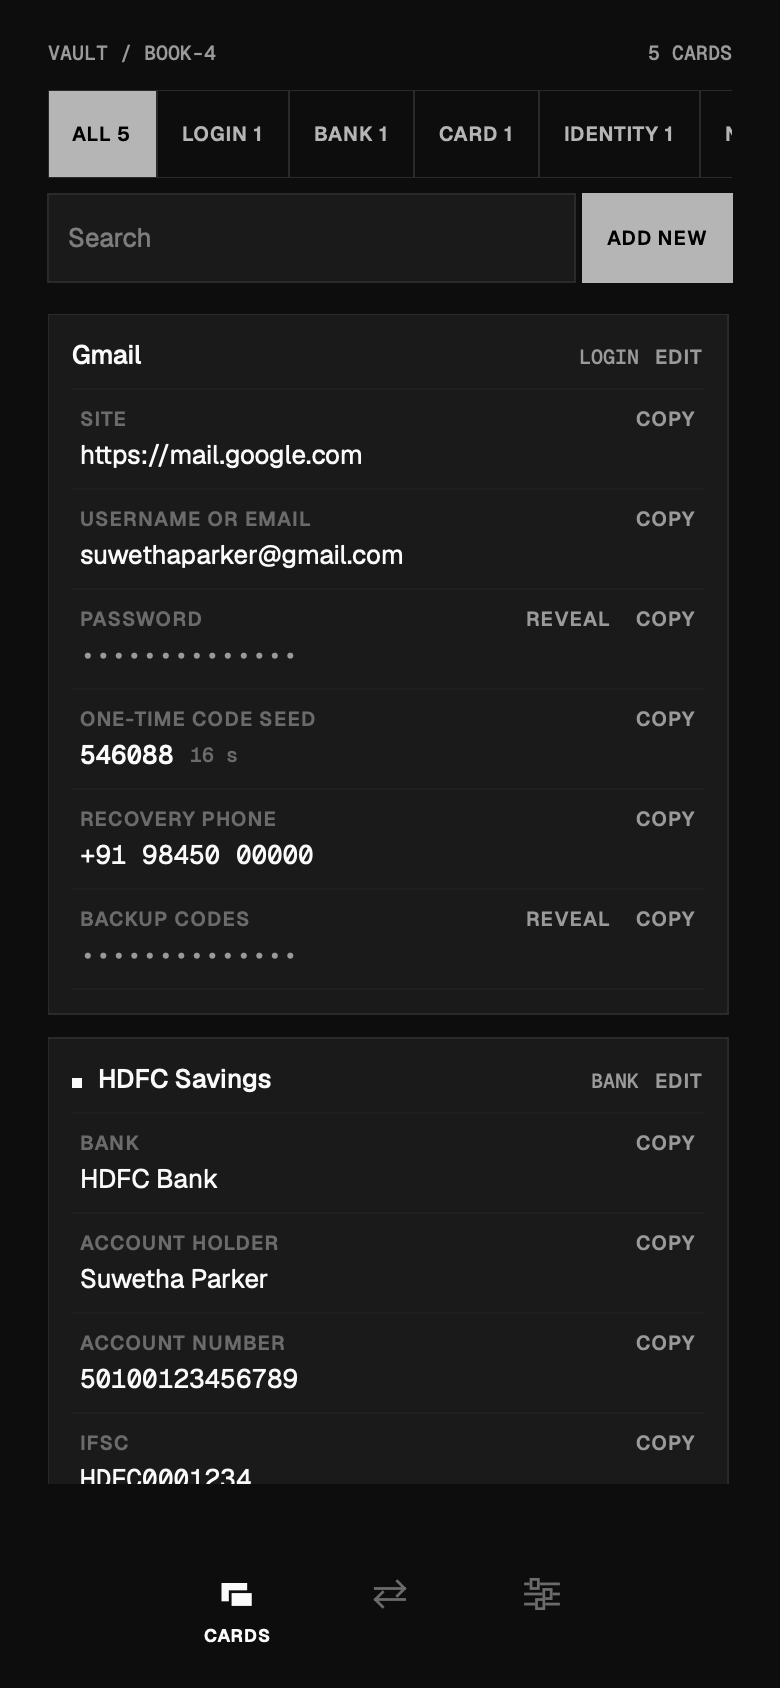 VAULT / BOOK-4
5 CARDS
ALL 5
LOGIN 1
BANK 1
CARD 1
IDENTITY 1
Search
ADD NEW
Gmail
LOGIN EDIT
SITE
COPY
https://mail.google.com
USERNAME OR EMAIL
COPY
suwethaparker@gmail.com
PASSWORD
REVEAL COPY
••••••••••••••
ONE-TIME CODE SEED
COPY
546088 16 s
RECOVERY PHONE
COPY
+91 98450 00000
BACKUP CODES
REVEAL COPY
••••••••••••••
HDFC Savings
BANK EDIT
BANK
COPY
HDFC Bank
ACCOUNT HOLDER
COPY
Suwetha Parker
ACCOUNT NUMBER
COPY
50100123456789
IFSC
COPY
HDFC0001234
CARDS